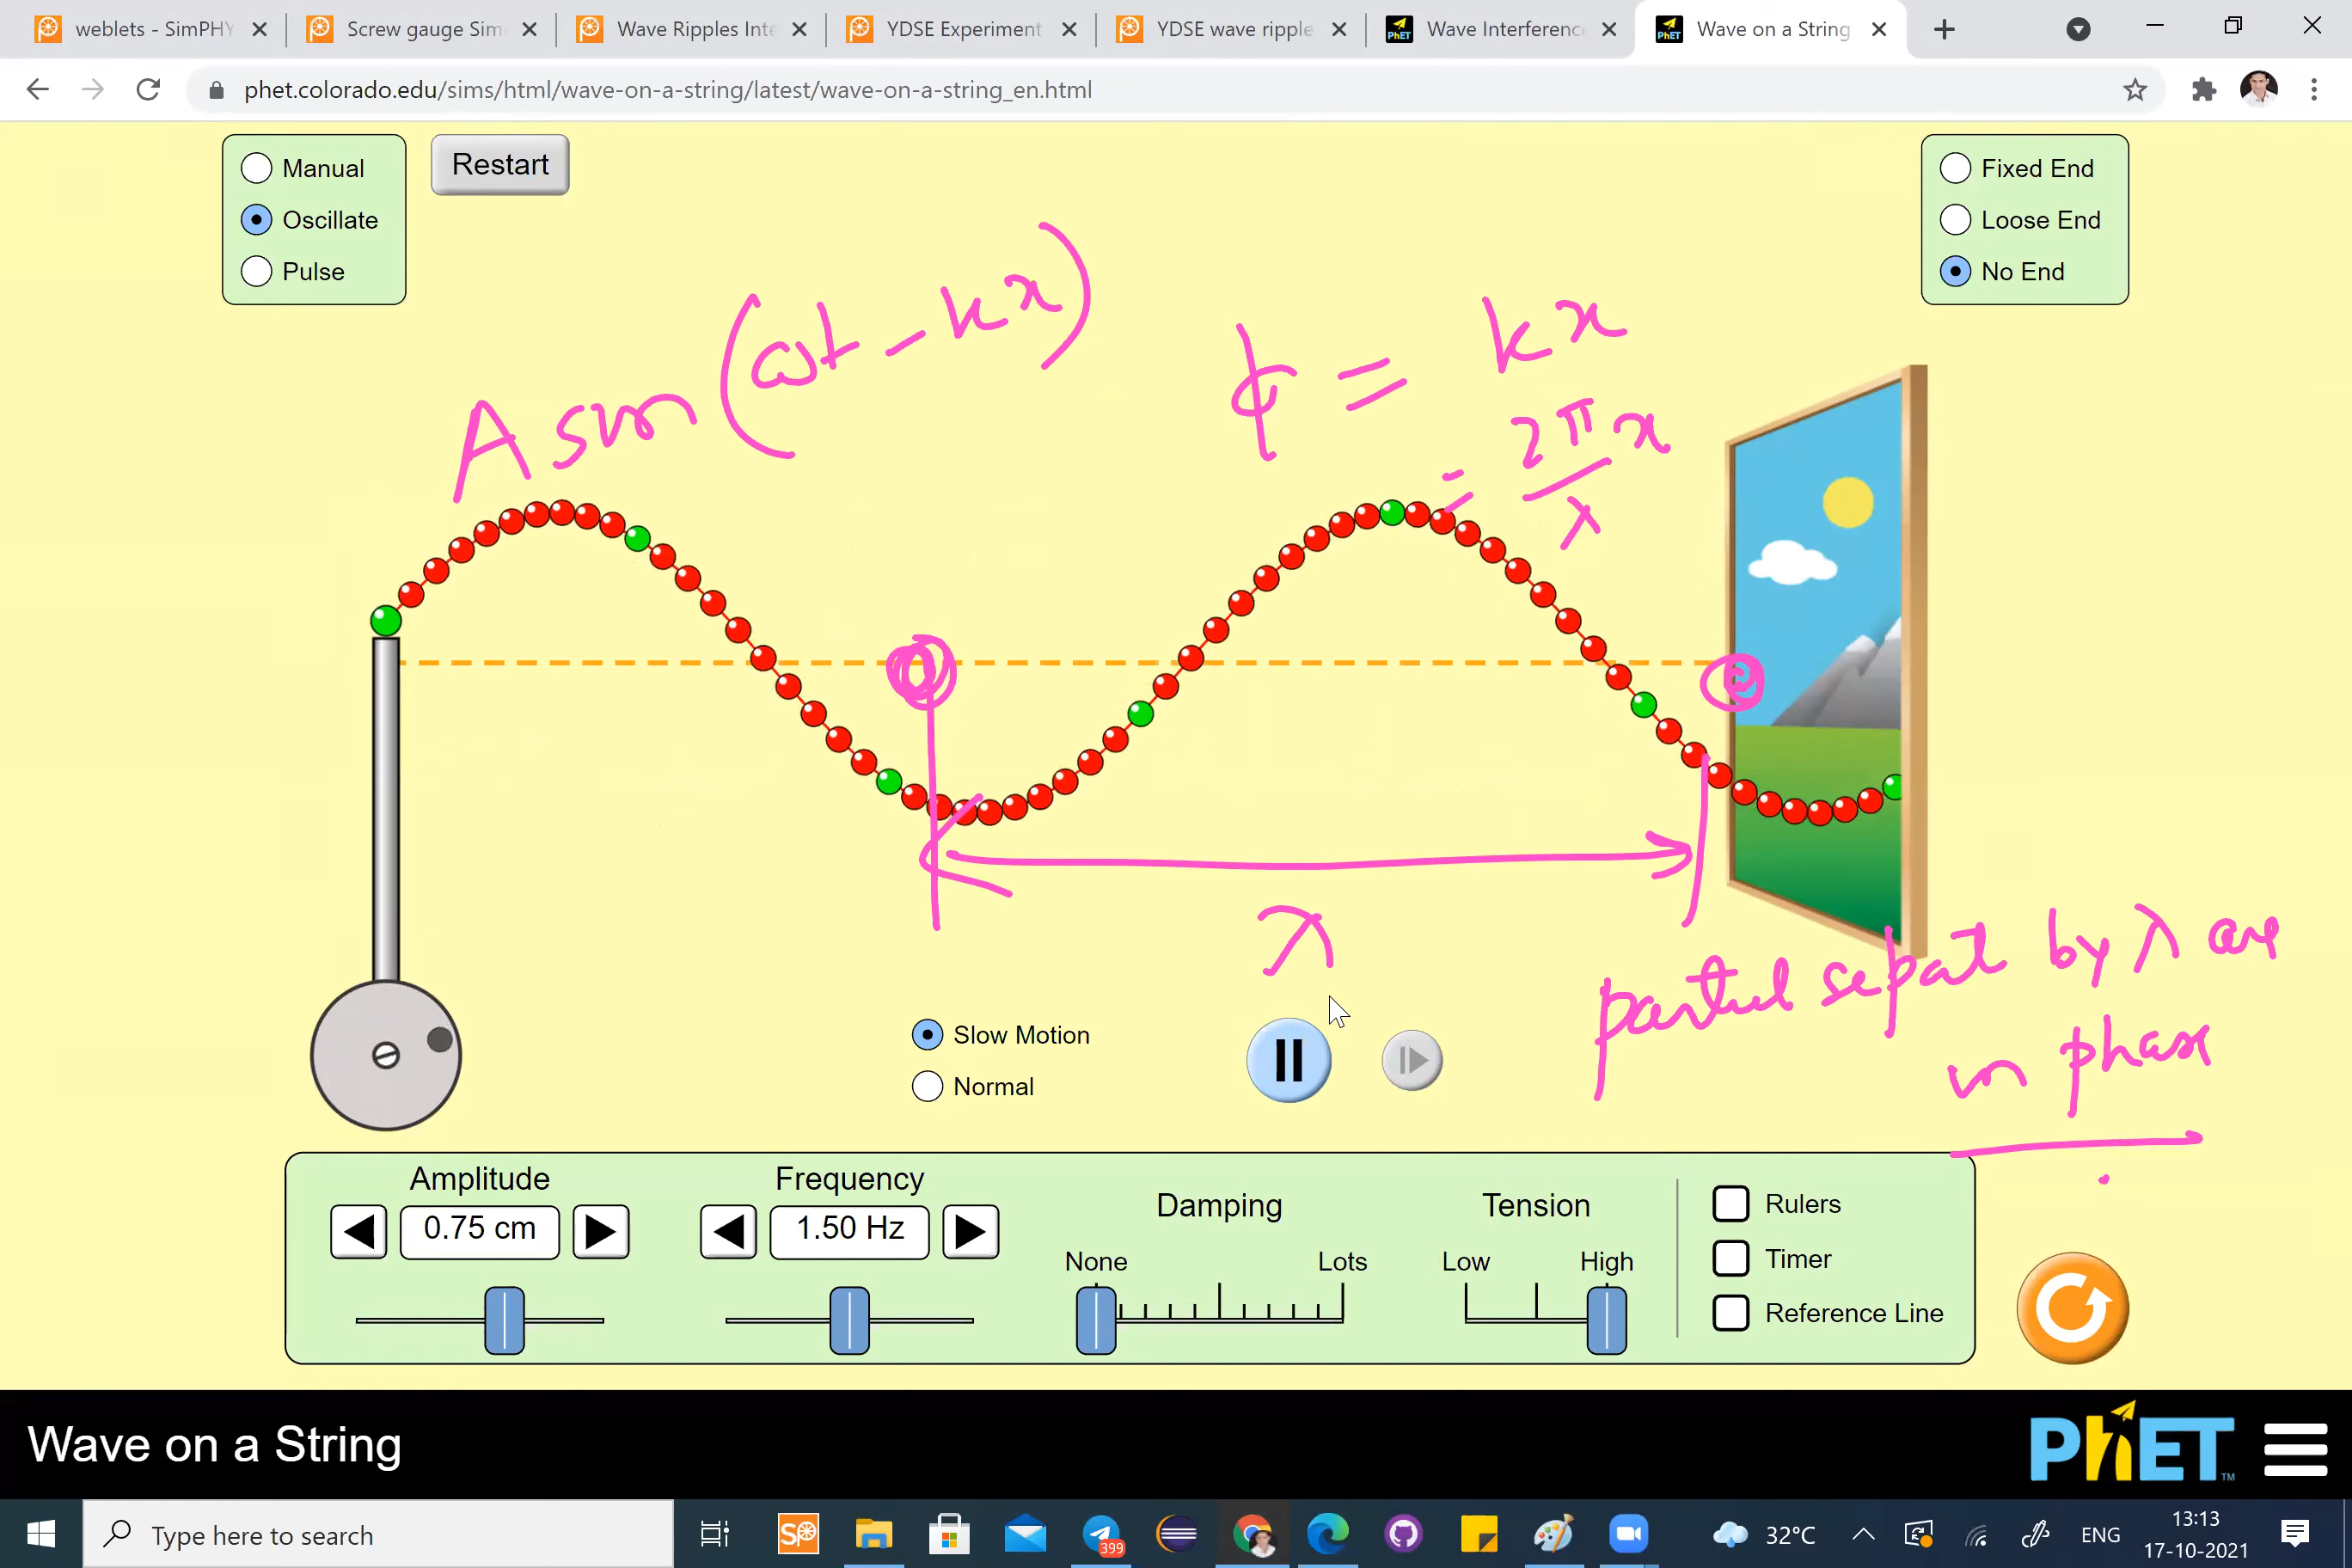 weblets - SimPHY
Screw gauge Sim
Wave Ripples Inte
YDSE Experiment
YDSE wave ripple
PhET
Wave Interferenc
PhET
Wave on a String
phet.colorado.edu/sims/html/wave-on-a-string/latest/wave-on-a-string_en.html
Manual
Oscillate
Pulse
Restart
Fixed End
Loose End
No End
A sin (ωt - kx)
ϕ = kx
= 2π/λ x
λ
separat by λ are
in phase
Slow Motion
Normal
Amplitude
0.75 cm
Frequency
1.50 Hz
Damping
None
Lots
Tension
Low
High
Rulers
Timer
Reference Line
Wave on a String
PhET TM
Type here to search
SP
399
32°C
ENG
13:13
17-10-2021